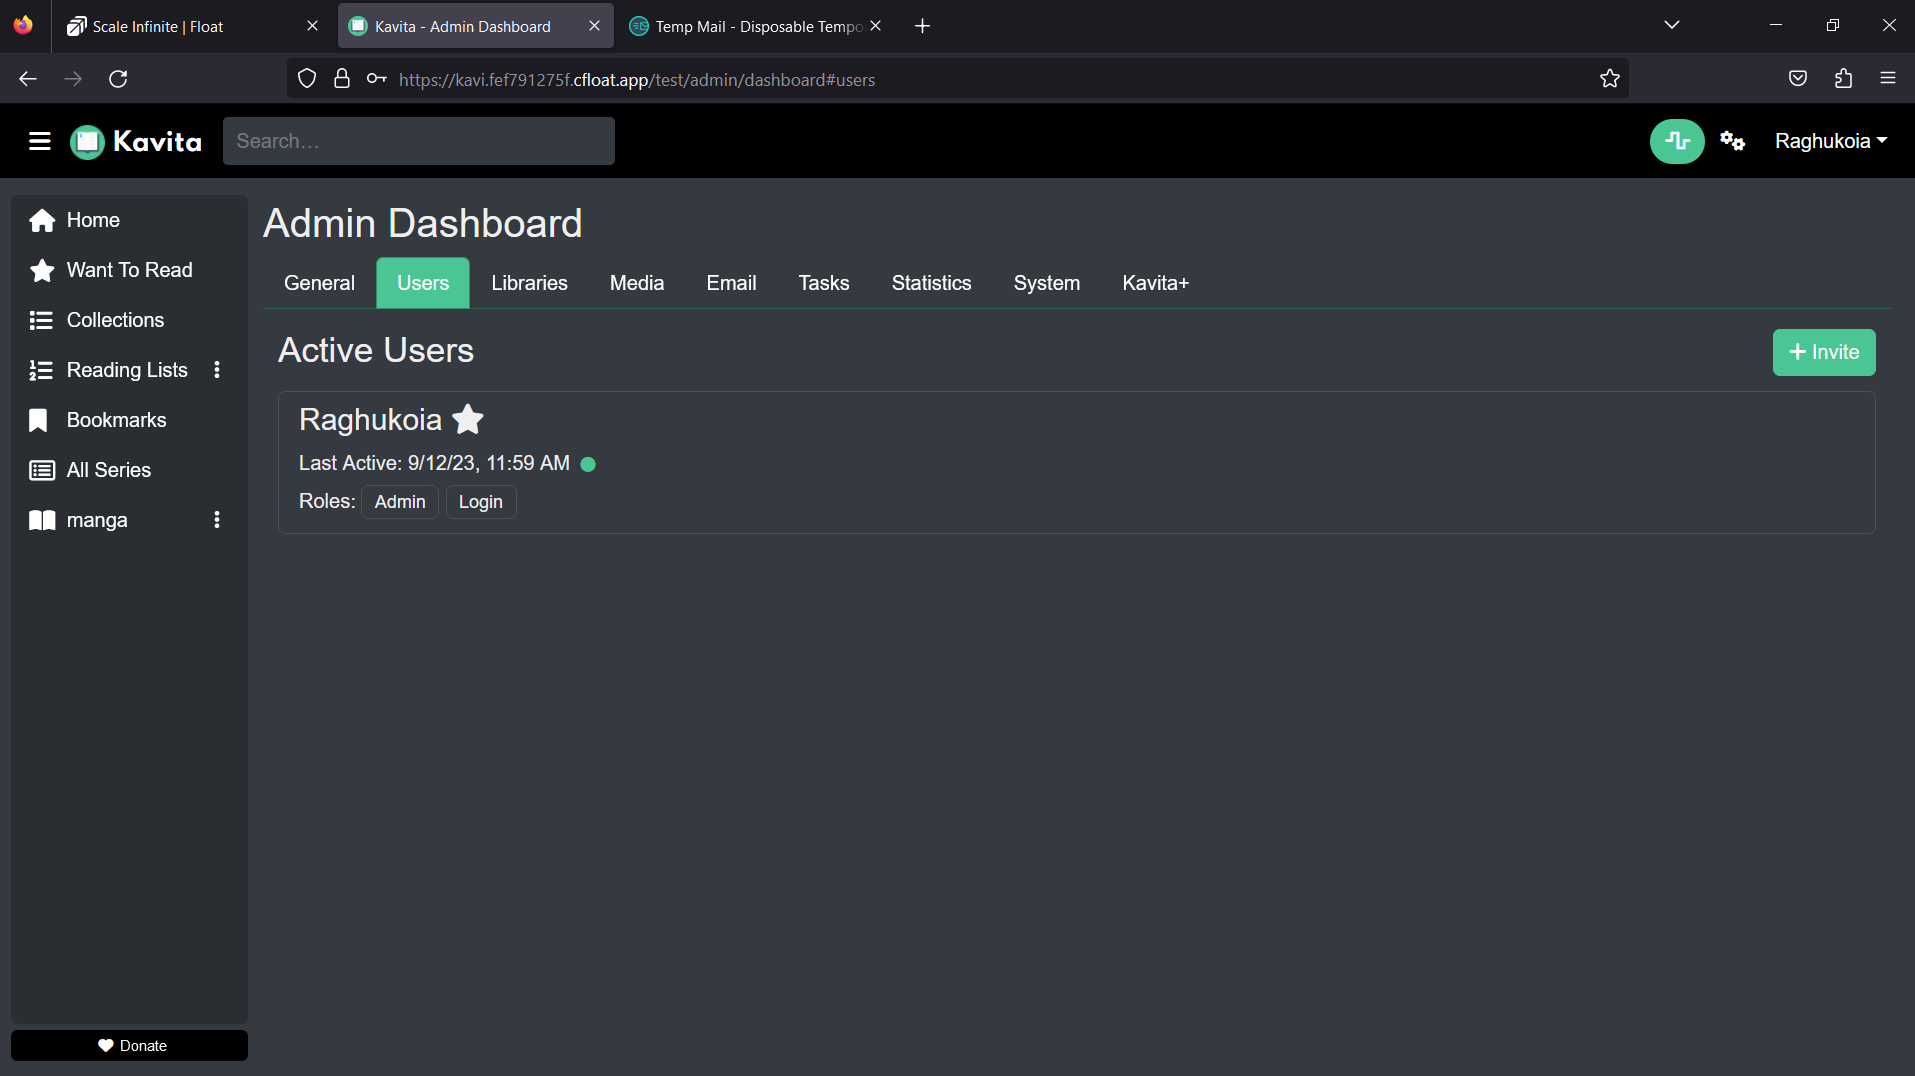 Scale Infinite | Float
Kavita - Admin Dashboard
Temp Mail - Disposable Tempo
https://kavi.fef791275f.cfloat.app/test/admin/dashboard#users
Kavita
Search…
Raghukoia
Home
Want To Read
Collections
Reading Lists
Bookmarks
All Series
manga
Donate
Admin Dashboard
General Users Libraries Media Email Tasks Statistics System Kavita+
Active Users
+ Invite
Raghukoia
Last Active: 9/12/23, 11:59 AM
Roles: Admin Login